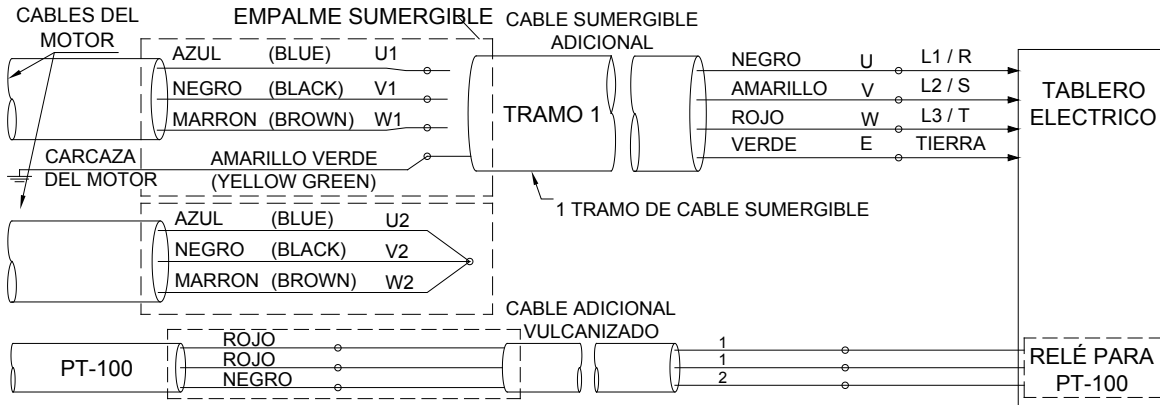 CABLES DEL
MOTOR
EMPALME SUMERGIBLE
CABLE SUMERGIBLE
ADICIONAL
AZUL (BLUE) U1
NEGRO (BLACK) V1
MARRON (BROWN) W1
AMARILLO VERDE
(YELLOW GREEN)
CARCAZA
DEL MOTOR
TRAMO 1
1 TRAMO DE CABLE SUMERGIBLE
NEGRO U L1 / R
AMARILLO V L2 / S
ROJO W L3 / T
VERDE E TIERRA
TABLERO
ELECTRICO
AZUL (BLUE) U2
NEGRO (BLACK) V2
MARRON (BROWN) W2
CABLE ADICIONAL
VULCANIZADO
PT-100
ROJO
ROJO
NEGRO
1
1
2
RELÉ PARA
PT-100